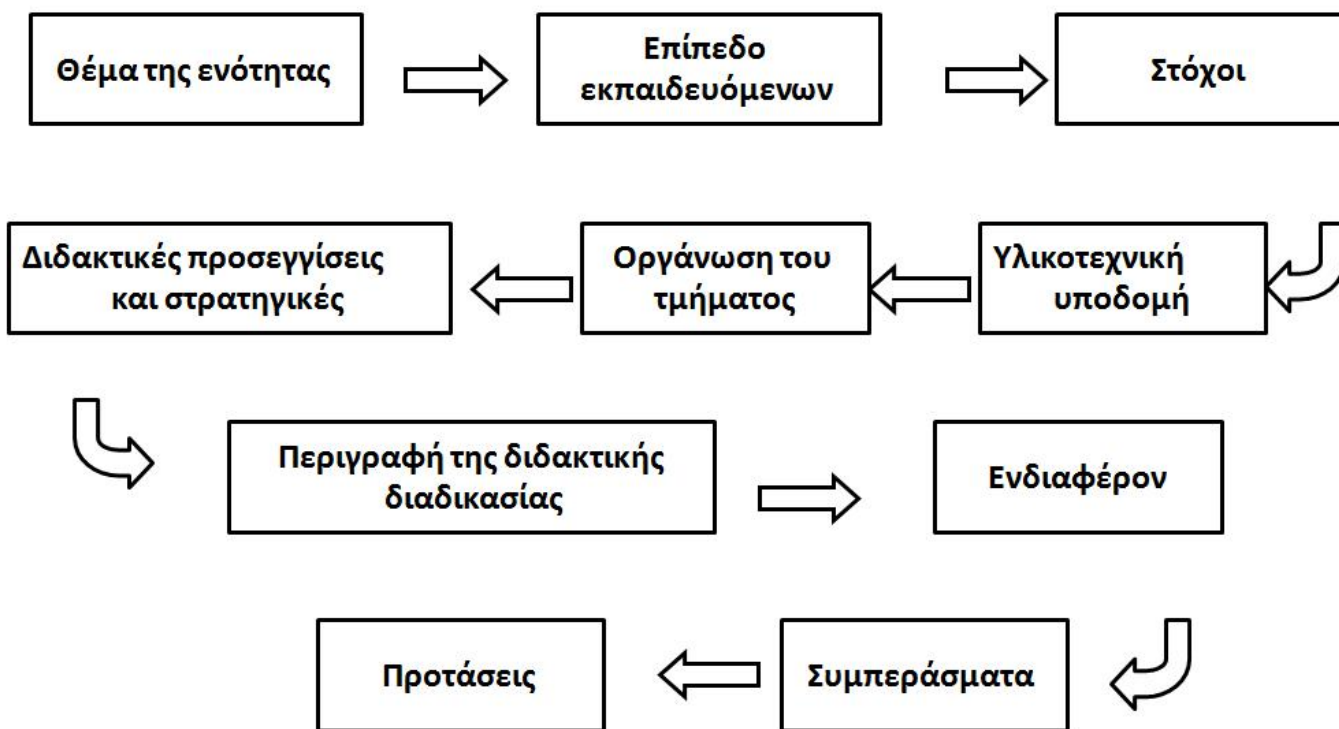 Θέμα της ενότητας
Επίπεδο
εκπαιδευόμενων
Στόχοι
Υλικοτεχνική
υποδομή
Οργάνωση του
τμήματος
Διδακτικές προσεγγίσεις
και στρατηγικές
Περιγραφή της διδακτικής
διαδικασίας
Ενδιαφέρον
Συμπεράσματα
Προτάσεις